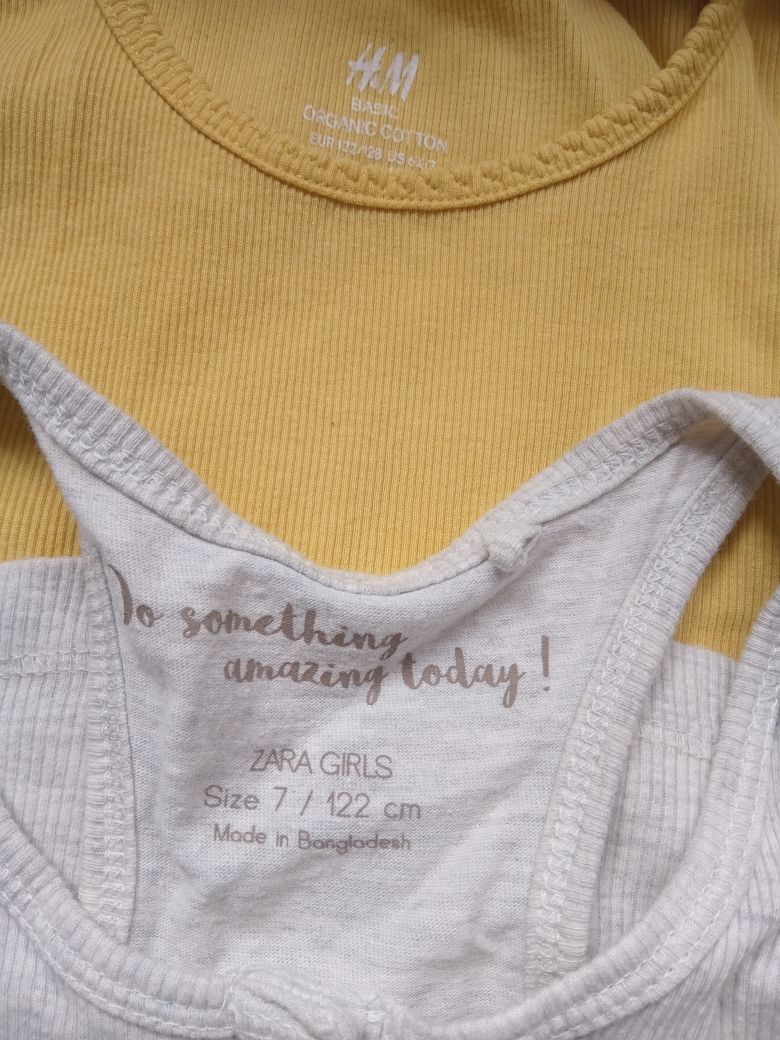 H&M
BASIC
ORGANIC COTTON
EUR 122/128 US
Do something
amazing today!
ZARA GIRLS
Size 7 / 122 cm
Made in Bangladesh